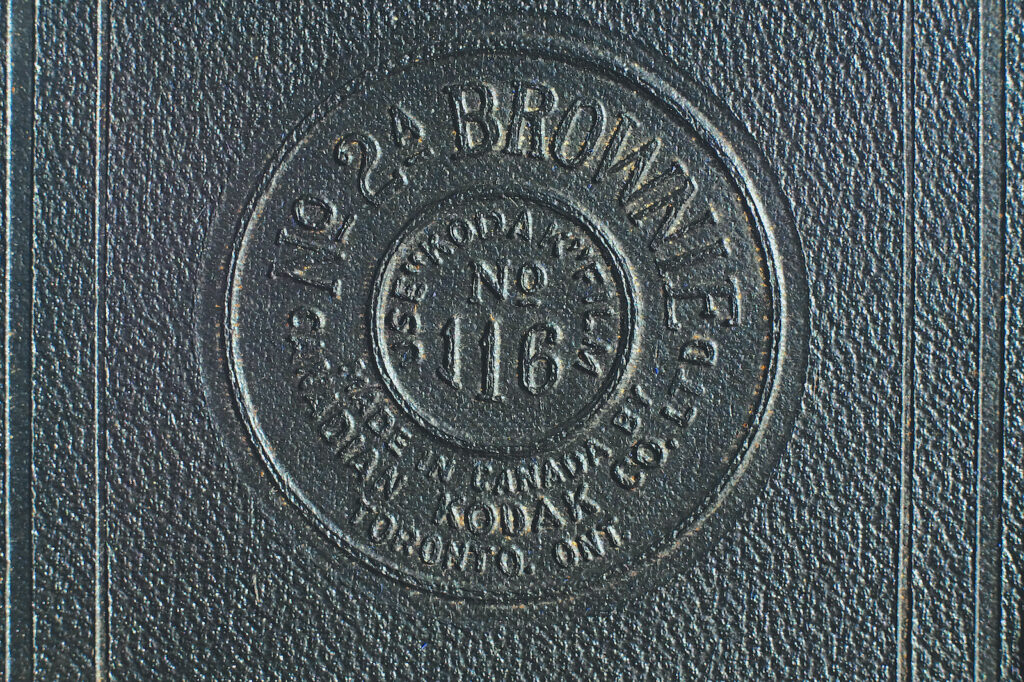 No 2A BROWNIE
USE "KODAK" FILM
No
116
MADE IN CANADA BY
CANADIAN KODAK CO. LTD
TORONTO, ONT.